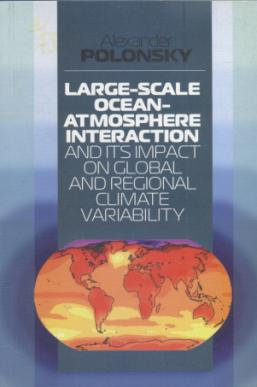 Alexander
POLONSKY
LARGE-SCALE
OCEAN-
ATMOSPHERE
INTERACTION
AND ITS IMPACT
ON GLOBAL
AND REGIONAL
CLIMATE
VARIABILITY